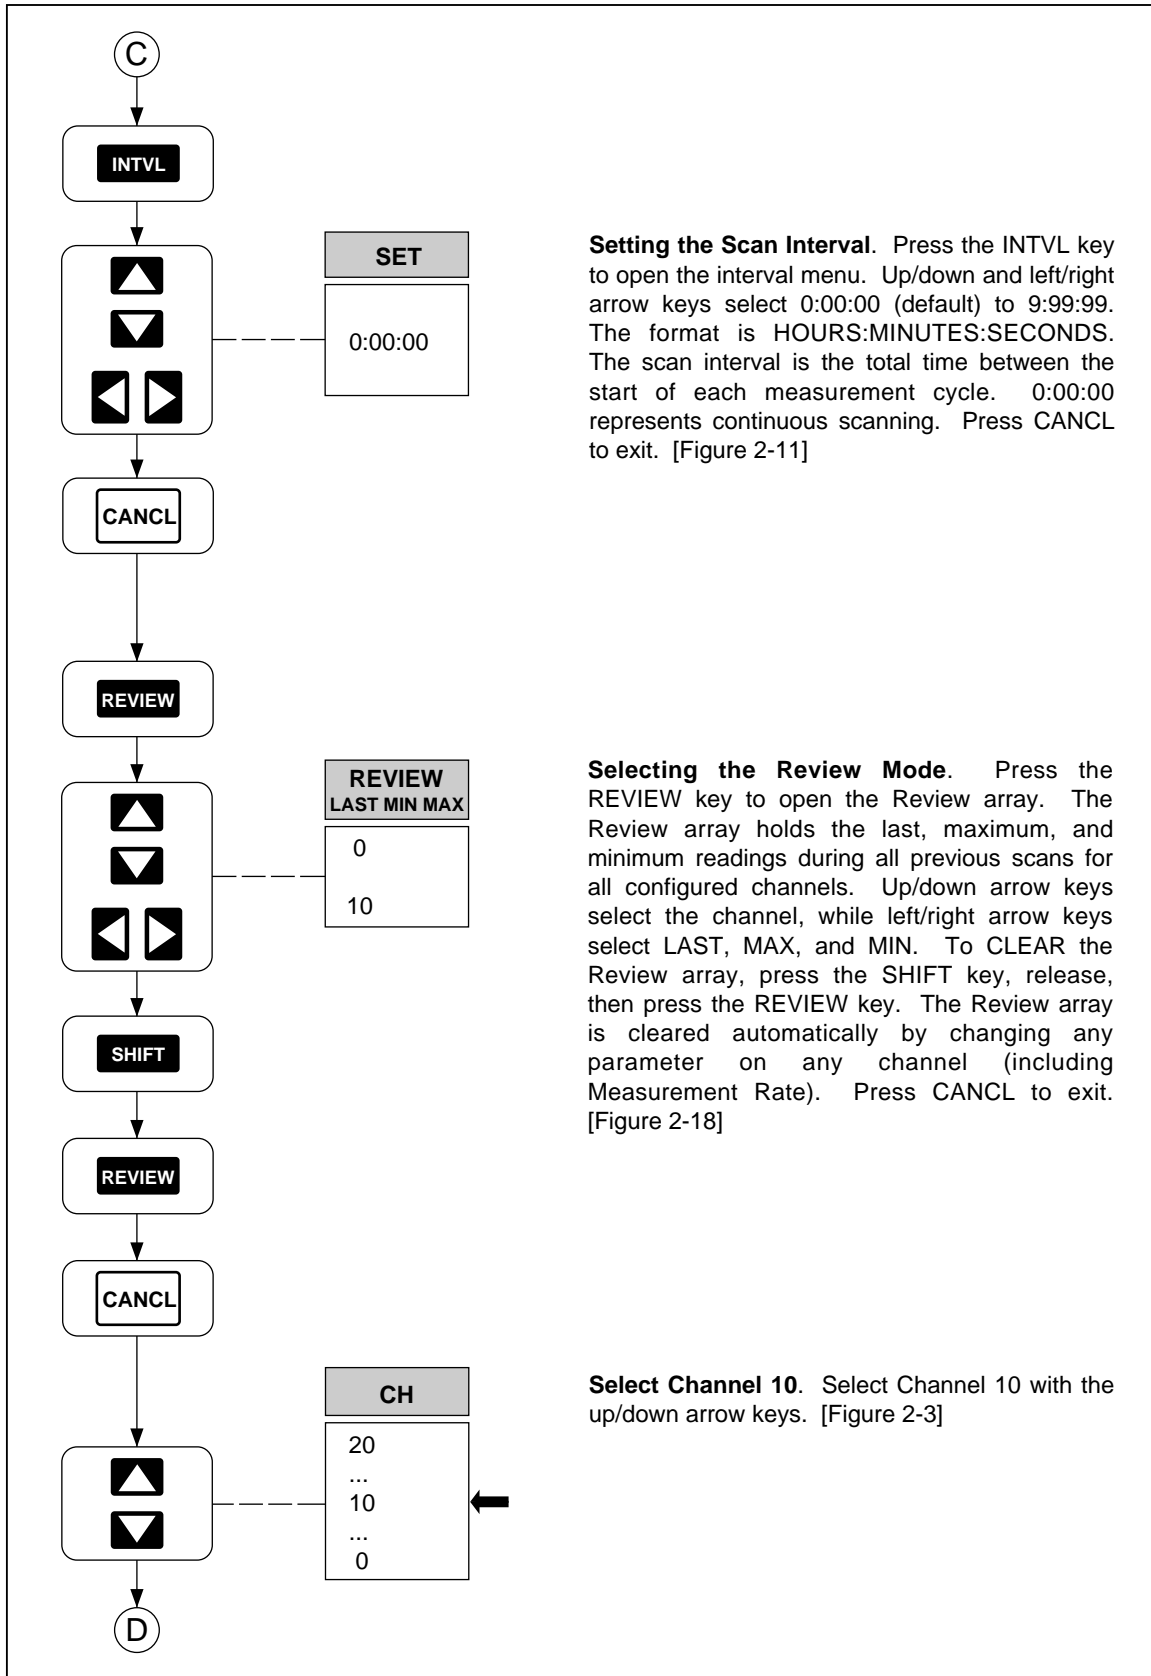 C
INTVL
SET
0:00:00
Setting the Scan Interval. Press the INTVL key
to open the interval menu. Up/down and left/right
arrow keys select 0:00:00 (default) to 9:99:99.
The format is HOURS:MINUTES:SECONDS.
The scan interval is the total time between the
start of each measurement cycle. 0:00:00
represents continuous scanning. Press CANCL
to exit. [Figure 2-11]
CANCL
REVIEW
REVIEW
LAST MIN MAX
0
10
Selecting the Review Mode. Press the
REVIEW key to open the Review array. The
Review array holds the last, maximum, and
minimum readings during all previous scans for
all configured channels. Up/down arrow keys
select the channel, while left/right arrow keys
select LAST, MAX, and MIN. To CLEAR the
Review array, press the SHIFT key, release,
then press the REVIEW key. The Review array
is cleared automatically by changing any
parameter on any channel (including
Measurement Rate). Press CANCL to exit.
[Figure 2-18]
SHIFT
REVIEW
CANCL
CH
20
...
10
...
0
Select Channel 10. Select Channel 10 with the
up/down arrow keys. [Figure 2-3]
D